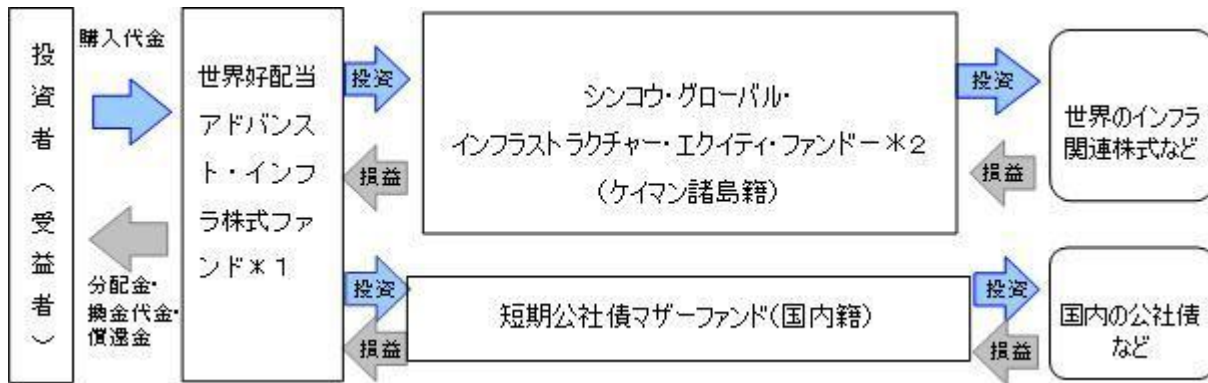 投資者(受益者)
購入代金
分配金・
換金代金・
償還金
世界好配当
アドバンス
ト・インフ
ラ株式ファ
ンド*1
投資
損益
シンコウ・グローバル・
インフラストラクチャー・エクイティ・ファンドー*2
(ケイマン諸島籍)
投資
損益
世界のインフラ
関連株式など
投資
損益
短期公社債マザーファンド(国内籍)
投資
損益
国内の公社債
など